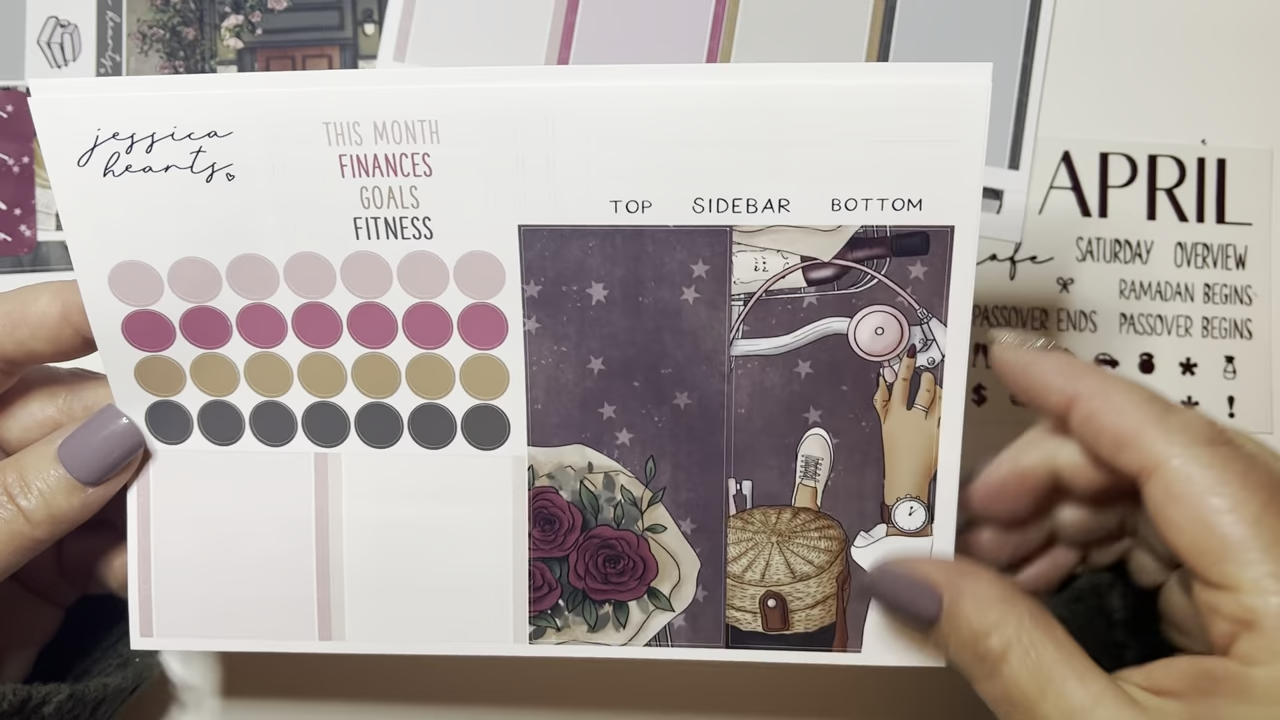 jessica
hearts
THIS MONTH
FINANCES
GOALS
FITNESS
TOP SIDEBAR BOTTOM
APRIL
SATURDAY OVERVIEW
RAMADAN BEGINS
PASSOVER ENDS PASSOVER BEGINS
$ * !